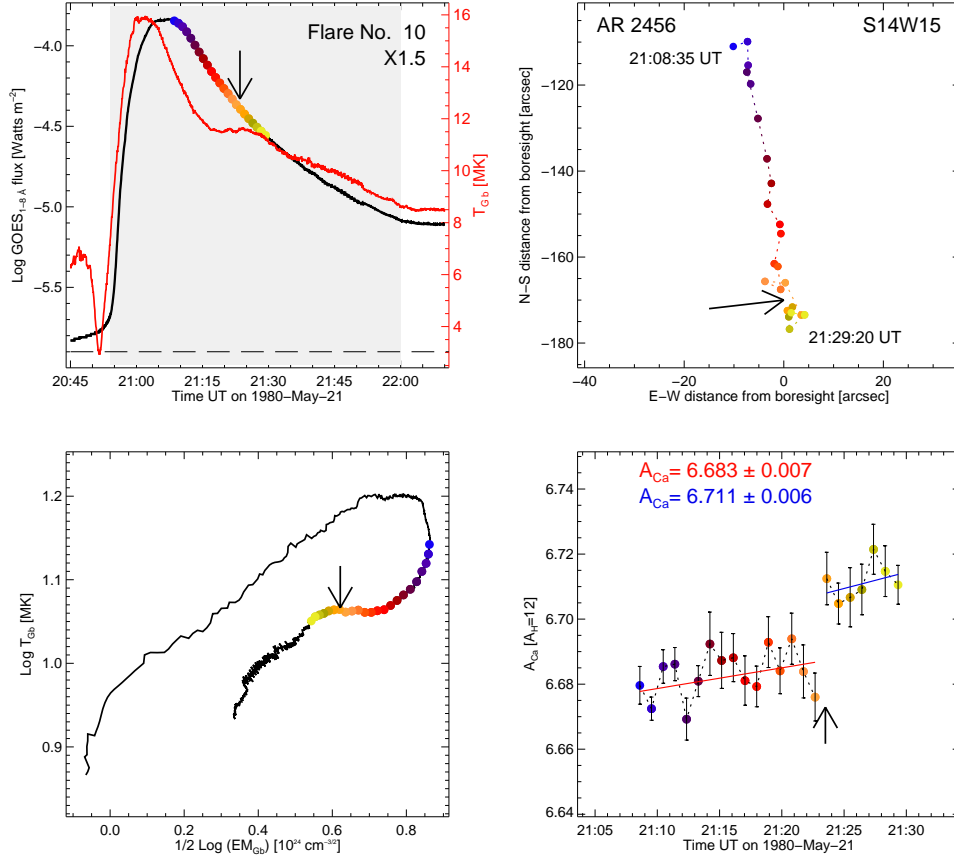 Flare No. 10
X1.5
−4.0
−4.5
−5.0
−5.5
Log GOES1−8 Å flux [Watts m−2]
16
14
12
10
8
6
4
TGb [MK]
20:45
21:00
21:15
21:30
21:45
22:00
Time UT on 1980−May−21
AR 2456
S14W15
21:08:35 UT
21:29:20 UT
−120
−140
−160
−180
N−S distance from boresight [arcsec]
−40
−20
0
20
E−W distance from boresight [arcsec]
1.2
1.1
1.0
0.9
Log TGb [MK]
0.0
0.2
0.4
0.6
0.8
1/2 Log (EMGb) [10^24 cm−3/2]
ACa= 6.683 ± 0.007
ACa= 6.711 ± 0.006
6.74
6.72
6.70
6.68
6.66
6.64
ACa [AH=12]
21:05
21:10
21:15
21:20
21:25
21:30
Time UT on 1980−May−21